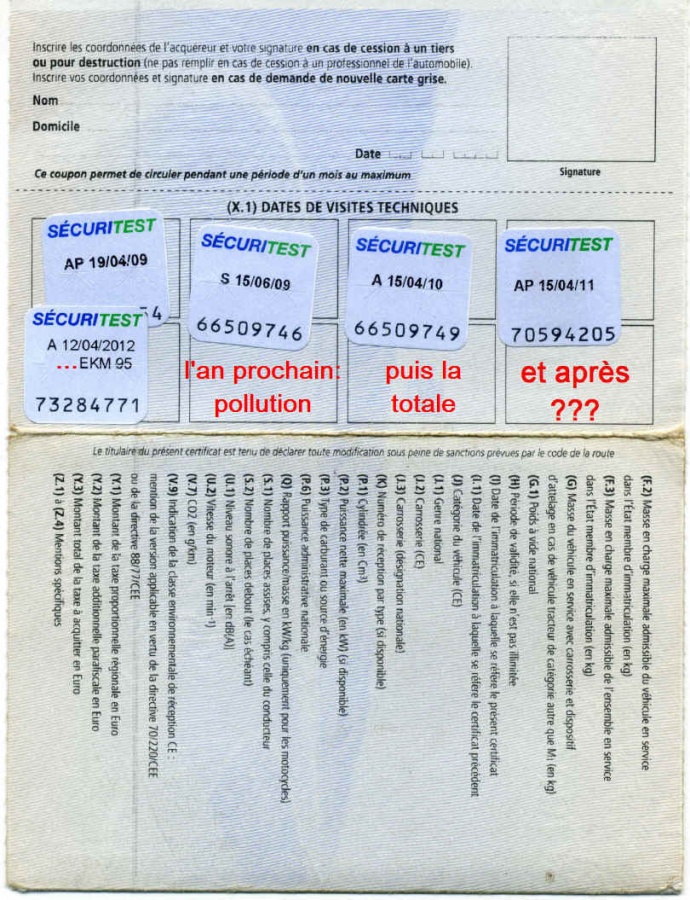 Inscrire les coordonnées de l'acquéreur et votre signature en cas de cession à un tiers
ou pour destruction (ne pas remplir en cas de cession à un professionnel de l'automobile).
Inscrire vos coordonnées et signature en cas de demande de nouvelle carte grise.
Nom
Domicile
Date
Ce coupon permet de circuler pendant une période d'un mois au maximum
Signature
(X.1) DATES DE VISITES TECHNIQUES
SÉCURITEST
AP 19/04/09
54
SÉCURITEST
S 15/06/09
66509746
SÉCURITEST
A 15/04/10
66509749
SÉCURITEST
AP 15/04/11
70594205
SÉCURITEST
A 12/04/2012
...EKM 95
73284771
l'an prochain:
pollution
puis la
totale
et après
???
Le titulaire du présent certificat est tenu de déclarer toute modification sous peine de sanctions prévues par le code de la route
(F.2) Masse en charge maximale admissible du véhicule en service
dans l'État membre d'immatriculation (en kg)
(F.3) Masse en charge maximale admissible de l'ensemble en service
dans l'État membre d'immatriculation (en kg)
(G) Masse du véhicule en service avec carrosserie et dispositif
d'attelage en cas de véhicule tracteur de catégorie autre que M1 (en kg)
(G.1) Poids à vide national
(H) Période de validité, si elle n'est pas illimitée
(I) Date de l'immatriculation à laquelle se réfère le présent certificat
(I.1) Date de l'immatriculation à laquelle se réfère le certificat précédent
(J) Catégorie du véhicule (CE)
(J.1) Genre national
(J.2) Carrosserie (CE)
(J.3) Carrosserie (désignation nationale)
(K) Numéro de réception par type (si disponible)
(P.1) Cylindrée (en Cm³)
(P.2) Puissance nette maximale (en kW) (si disponible)
(P.3) Type de carburant ou source d'énergie
(P.6) Puissance administrative nationale
(Q) Rapport puissance/masse en kW/kg (uniquement pour les motocycles)
(S.1) Nombre de places assises, y compris celle du conducteur
(S.2) Nombre de places debout (le cas échéant)
(U.1) Niveau sonore à l'arrêt [en dB(A)]
(U.2) Vitesse du moteur (en min⁻¹)
(V.7) CO2 (en g/km)
(V.9) Indication de la classe environnementale de réception CE :
mention de la version applicable en vertu de la directive 70/220/CEE
ou de la directive 88/77/CEE
(Y.1) Montant de la taxe proportionnelle régionale en Euro
(Y.2) Montant de la taxe additionnelle parafiscale en Euro
(Y.3) Montant total de la taxe à acquitter en Euro
(Z.1) à (Z.4) Mentions spécifiques